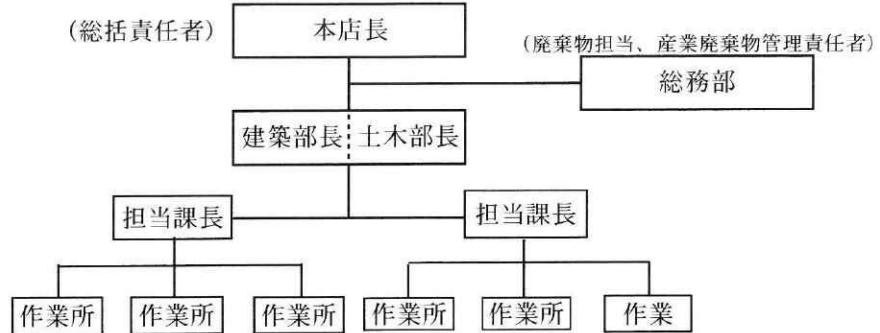 (総括責任者)
本店長
(廃棄物担当、産業廃棄物管理責任者)
総務部
建築部長 土木部長
担当課長 担当課長
作業所 作業所 作業所 作業所 作業所 作業